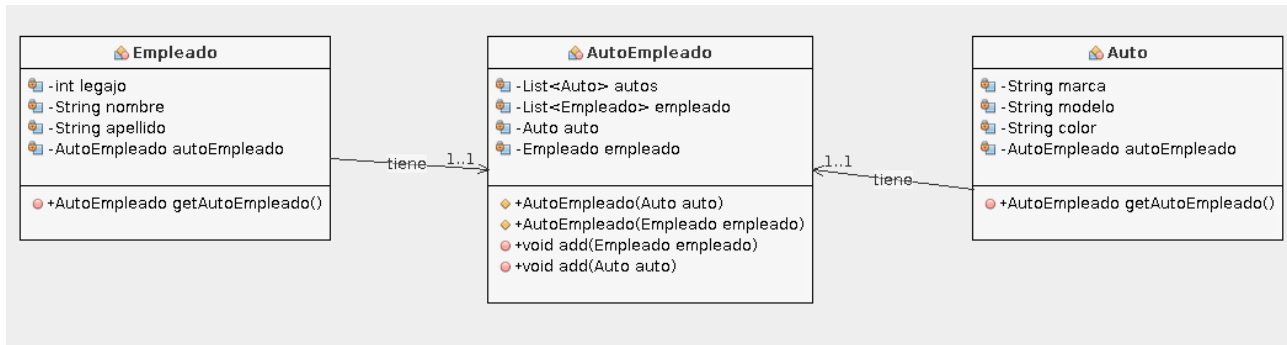 Empleado
-int legajo
-String nombre
-String apellido
-AutoEmpleado autoEmpleado
+AutoEmpleado getAutoEmpleado()
tiene
1..1
AutoEmpleado
-List<Auto> autos
-List<Empleado> empleado
-Auto auto
-Empleado empleado
+AutoEmpleado(Auto auto)
+AutoEmpleado(Empleado empleado)
+void add(Empleado empleado)
+void add(Auto auto)
1..1
tiene
Auto
-String marca
-String modelo
-String color
-AutoEmpleado autoEmpleado
+AutoEmpleado getAutoEmpleado()